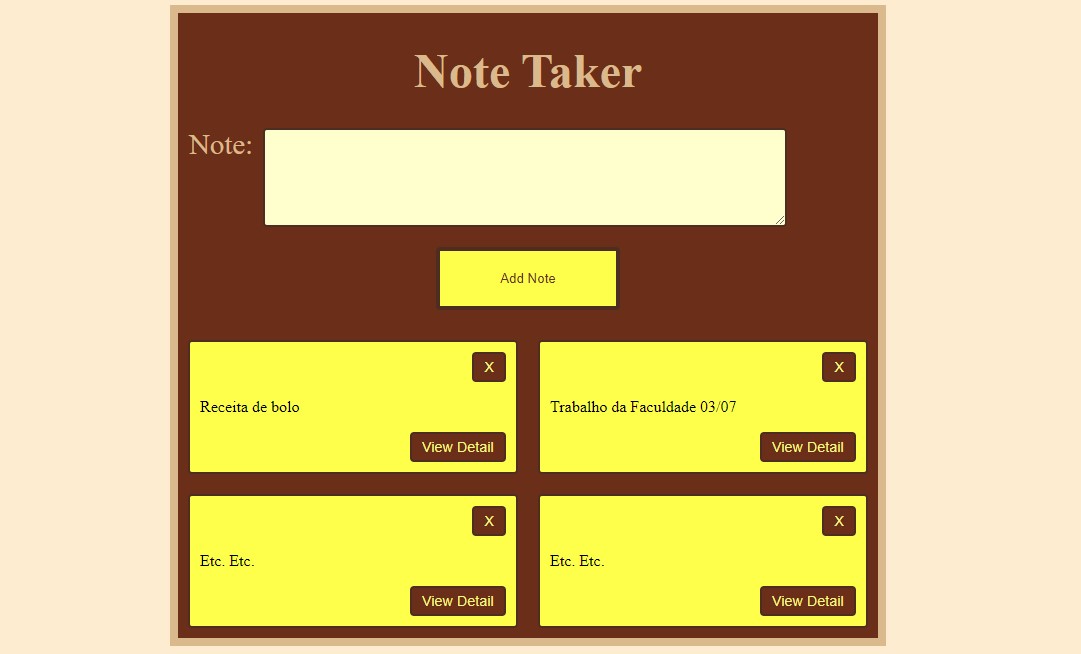 Note Taker
Note:
Add Note
X
X
Receita de bolo
Trabalho da Faculdade 03/07
View Detail
View Detail
X
X
Etc. Etc.
Etc. Etc.
View Detail
View Detail